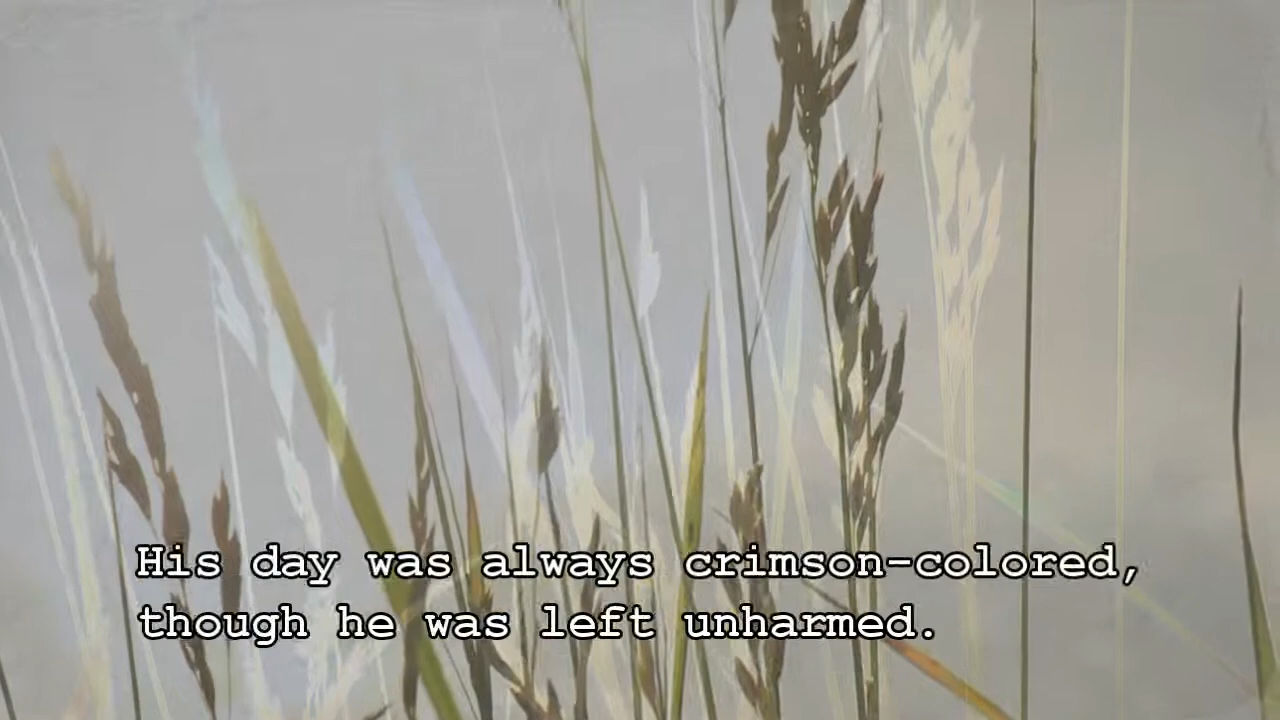 His day was always crimson-colored,
though he was left unharmed.